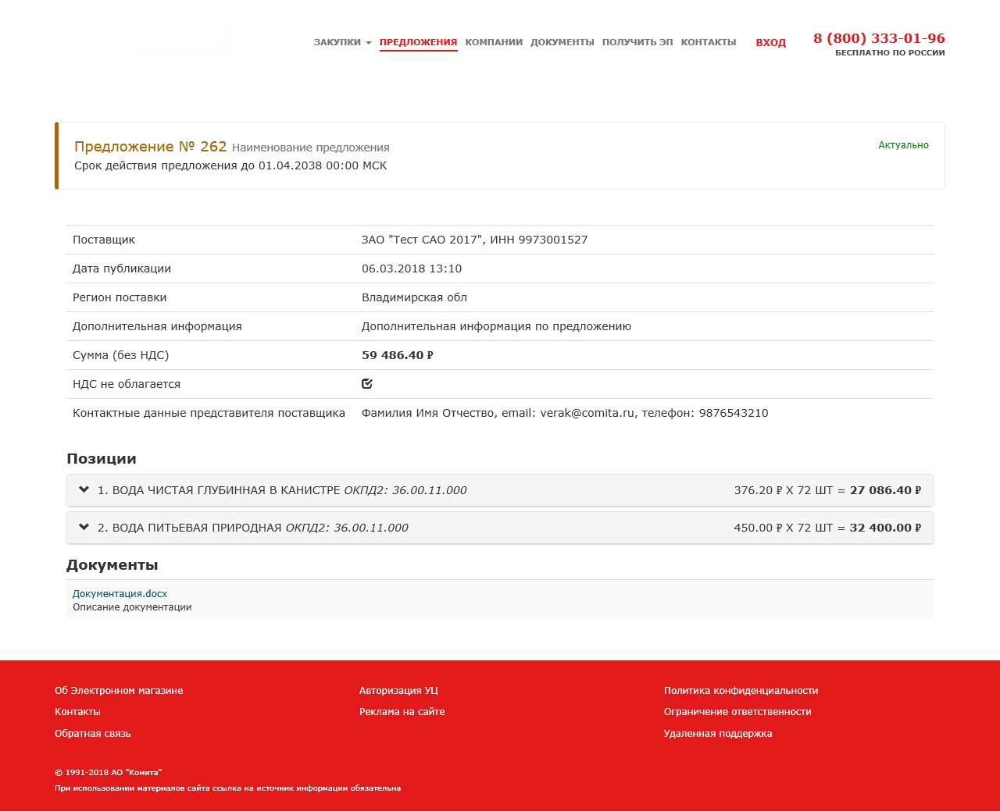 ЗАКУПКИ ПРЕДЛОЖЕНИЯ КОМПАНИИ ДОКУМЕНТЫ ПОЛУЧИТЬ ЭП КОНТАКТЫ ВХОД 8 (800) 333-01-96
БЕСПЛАТНО ПО РОССИИ
Предложение № 262 Наименование предложения Актуально
Срок действия предложения до 01.04.2038 00:00 МСК
Поставщик ЗАО "Тест САО 2017", ИНН 9973001527
Дата публикации 06.03.2018 13:10
Регион поставки Владимирская обл
Дополнительная информация Дополнительная информация по предложению
Сумма (без НДС) 59 486.40 ₽
НДС не облагается
Контактные данные представителя поставщика Фамилия Имя Отчество, email: verak@comita.ru, телефон: 9876543210
Позиции
1. ВОДА ЧИСТАЯ ГЛУБИННАЯ В КАНИСТРЕ ОКПД2: 36.00.11.000 376.20 ₽ X 72 ШТ = 27 086.40 ₽
2. ВОДА ПИТЬЕВАЯ ПРИРОДНАЯ ОКПД2: 36.00.11.000 450.00 ₽ X 72 ШТ = 32 400.00 ₽
Документы
Документация.docx
Описание документации
Об Электронном магазине Авторизация УЦ Политика конфиденциальности
Контакты Реклама на сайте Ограничение ответственности
Обратная связь Удаленная поддержка
© 1991-2018 АО "Комита"
При использовании материалов сайта ссылка на источник информации обязательна